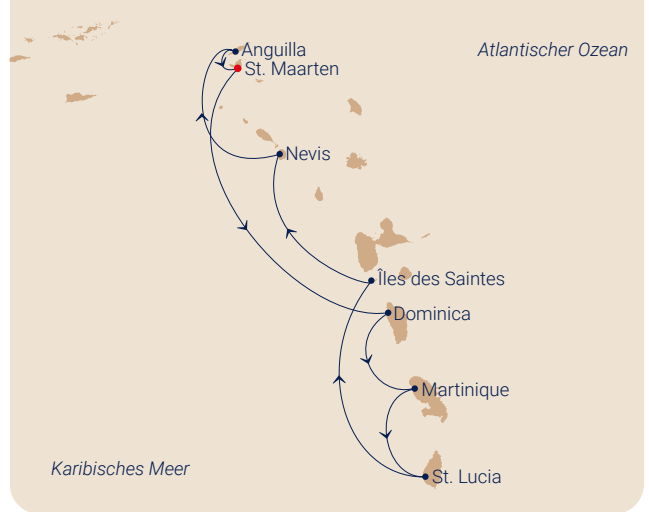 Anguilla
Atlantischer Ozean
St. Maarten
Nevis
Îles des Saintes
Dominica
Martinique
Karibisches Meer
St. Lucia